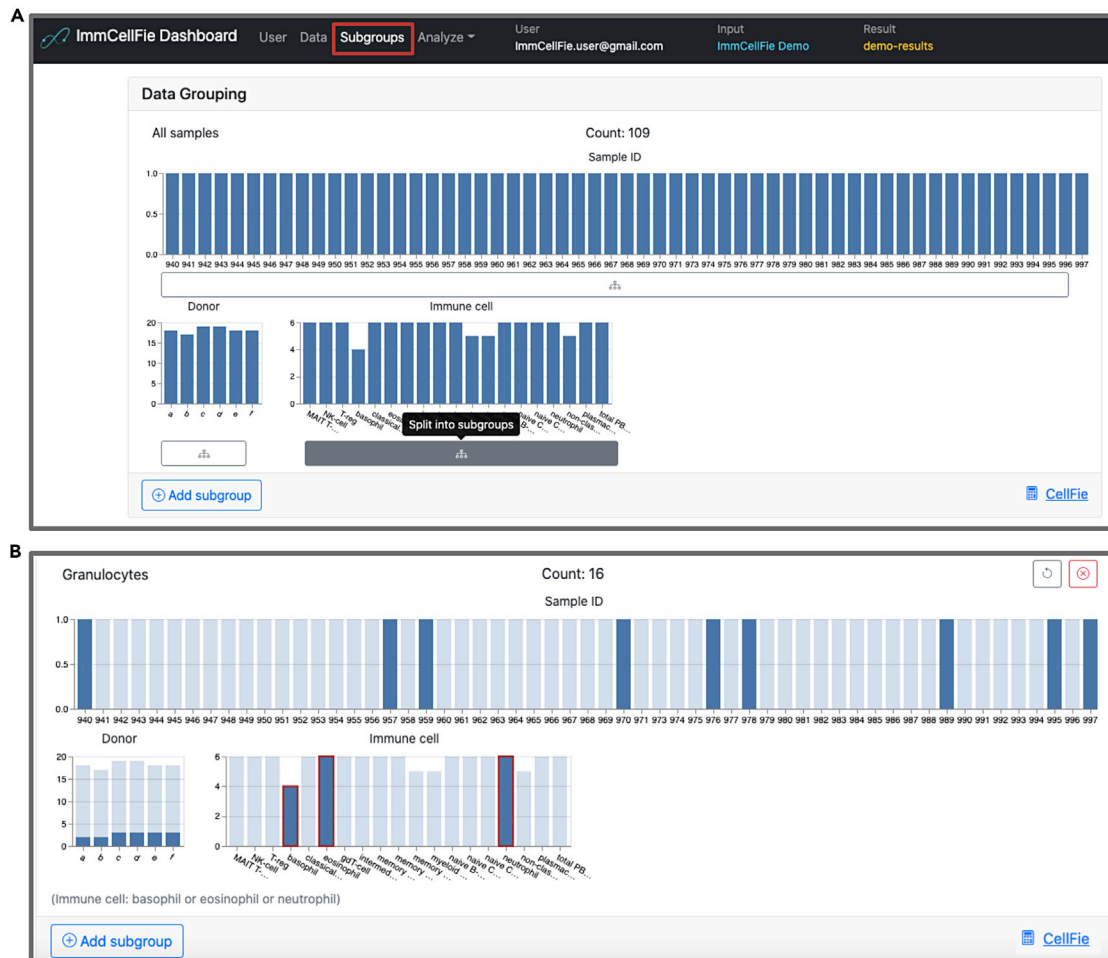 A
ImmCellFie Dashboard User Data Subgroups Analyze User Input Result
ImmCellFie.user@gmail.com ImmCellFie Demo demo-results
Data Grouping
All samples Count: 109
Sample ID
1.0
0.5
0.0
940 941 942 943 944 945 946 947 948 949 950 951 952 953 954 955 956 957 958 959 960 961 962 963 964 965 966 967 968 969 970 971 973 974 975 976 977 978 979 980 981 982 983 984 985 986 987 988 989 990 991 992 993 994 995 996 997
Donor Immune cell
20
15
10
5
0
6
4
2
0
a b c d e f
MAIT T-... NK-cell T-reg basophil classical... naive C... naive C... neutrophil non-clas... plasmac... total PB...
Split into subgroups
Add subgroup CellFie
B
Granulocytes Count: 16
Sample ID
1.0
0.5
0.0
940 941 942 943 944 945 946 947 948 949 950 951 952 953 954 955 956 957 958 959 960 961 962 963 964 965 966 967 968 969 970 971 973 974 975 976 977 978 979 980 981 982 983 984 985 986 987 988 989 990 991 992 993 994 995 996 997
Donor Immune cell
20
15
10
5
0
6
4
2
0
a b c d e f
MAIT T-... NK-cell T-reg basophil classical... eosinophil gdT-cell intermed... memory ... memory ... myeloid ... naive B-... naive C... naive C... neutrophil non-clas... plasmac... total PB...
(Immune cell: basophil or eosinophil or neutrophil)
Add subgroup CellFie